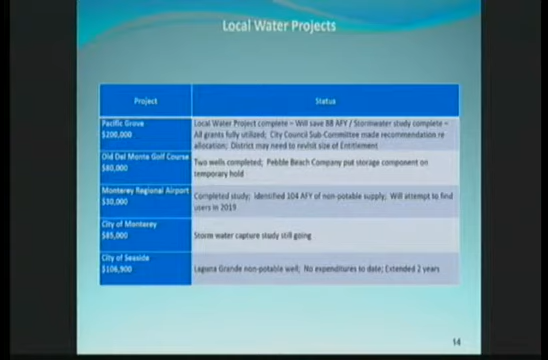 Local Water Projects
Project
Status
Pacific Grove
$200,000
Local Water Project complete – Will save 88 AFY / Stormwater study complete –
All grants fully utilized; City Council Sub-Committee made recommendation re
allocation; District may need to revisit size of Entitlement
Old Del Monte Golf Course
$80,000
Two wells completed; Pebble Beach Company put storage component on
temporary hold
Monterey Regional Airport
$30,000
Completed study; Identified 104 AFY of non-potable supply; Will attempt to find
users in 2019
City of Monterey
$85,000
Storm water capture study still going
City of Seaside
$106,900
Laguna Grande non-potable well; No expenditures to date; Extended 2 years
14